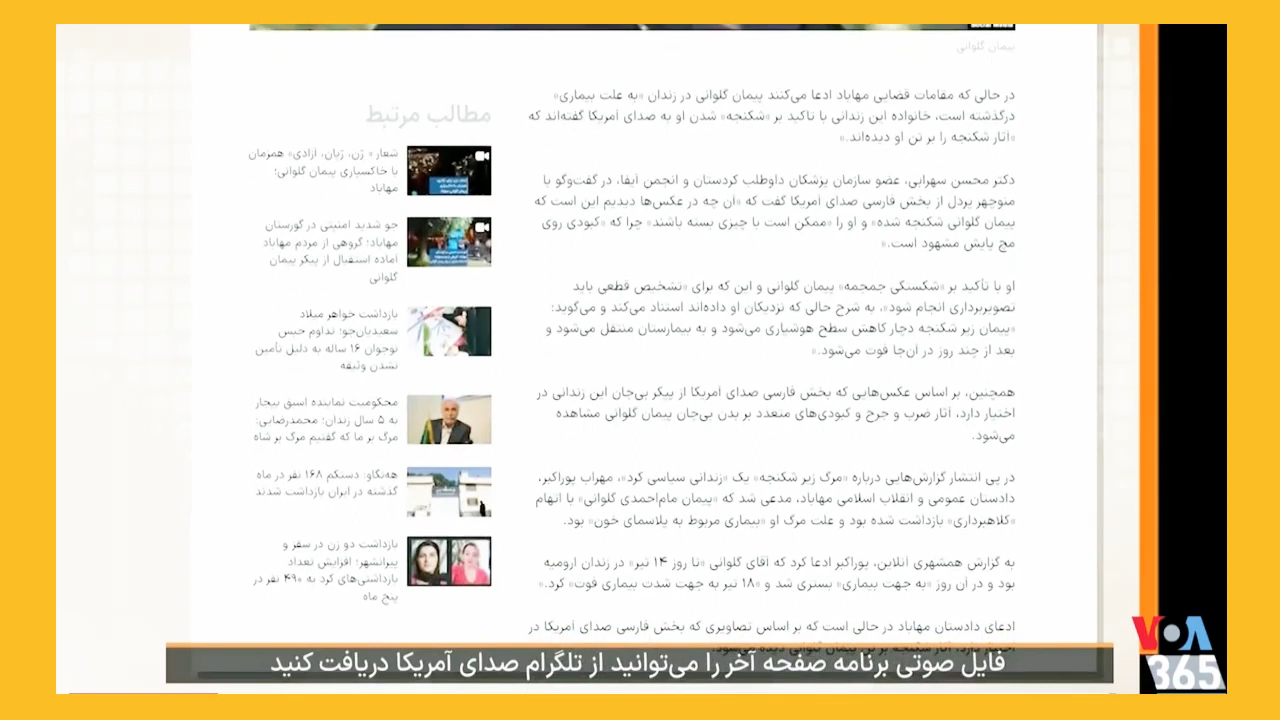 پیمان گلوانی
در حالی که مقامات قضایی مهاباد ادعا می‌کنند پیمان گلوانی در زندان «به علت بیماری»
درگذشته است، خانواده این زندانی با تاکید بر «شکنجه» شدن او به صدای آمریکا گفته‌اند که
«آثار شکنجه را بر تن او دیده‌اند.»
دکتر محسن سهرابی، عضو سازمان پزشکان داوطلب کردستان و انجمن آیفا، در گفت‌وگو با
منوچهر پزدل از بخش فارسی صدای آمریکا گفت که «آن چه در عکس‌ها دیدیم این است که
پیمان گلوانی شکنجه شده» و او را «ممکن است با چیزی بسته باشند» چرا که «کبودی روی
مچ پایش مشهود است.»
او با تأکید بر «شکستگی جمجمه» پیمان گلوانی و این که برای «تشخیص قطعی باید
تصویربرداری انجام شود»، به شرح حالی که نزدیکان او داده‌اند استناد می‌کند و می‌گوید:
«پیمان زیر شکنجه دچار کاهش سطح هوشیاری می‌شود و به بیمارستان منتقل می‌شود و
بعد از چند روز در آن‌جا فوت می‌شود.»
همچنین، بر اساس عکس‌هایی که بخش فارسی صدای آمریکا از پیکر بی‌جان این زندانی در
اختیار دارد، آثار ضرب و جرح و کبودی‌های متعدد بر بدن بی‌جان پیمان گلوانی مشاهده
می‌شود.
در پی انتشار گزارش‌هایی درباره «مرگ زیر شکنجه» یک «زندانی سیاسی کرد»، مهراب پوراکبر،
دادستان عمومی و انقلاب اسلامی مهاباد، مدعی شد که «پیمان مام‌احمدی گلوانی» با اتهام
«کلاهبرداری» بازداشت شده بود و علت مرگ او «بیماری مربوط به پلاسمای خون» بود.
به گزارش همشهری آنلاین، پوراکبر ادعا کرد که آقای گلوانی «تا روز ۱۴ تیر» در زندان ارومیه
بود و در آن روز «به جهت بیماری» بستری شد و «۱۸ تیر به جهت شدت بیماری فوت» کرد.»
ادعای دادستان مهاباد در حالی است که بر اساس تصاویری که بخش فارسی صدای آمریکا در
مطالب مرتبط
شعار « ژن، ژیان، آزادی» همزمان
با خاکسپاری پیمان گلوانی؛
مهاباد
جو شدید امنیتی در گورستان
مهاباد؛ گروهی از مردم مهاباد
آماده استقبال از پیکر پیمان
گلوانی
بازداشت خواهر میلاد
سعیدیان‌جو؛ تداوم حبس
نوجوان ۱۶ ساله به دلیل تأمین
نشدن وثیقه
محکومیت نماینده اسبق بیجار
به ۵ سال زندان؛ محمدرضایی:
مرگ بر ما که گفتیم مرگ بر شاه
هه‌نگاو: دستکم ۱۶۸ نفر در ماه
گذشته در ایران بازداشت شدند
بازداشت دو زن در سقز و
پیرانشهر؛ افزایش تعداد
بازداشتی‌های کرد به ۴۹۰ نفر در
پنج ماه
فایل صوتی برنامه صفحه آخر را می‌توانید از تلگرام صدای آمریکا دریافت کنید
VOA
365